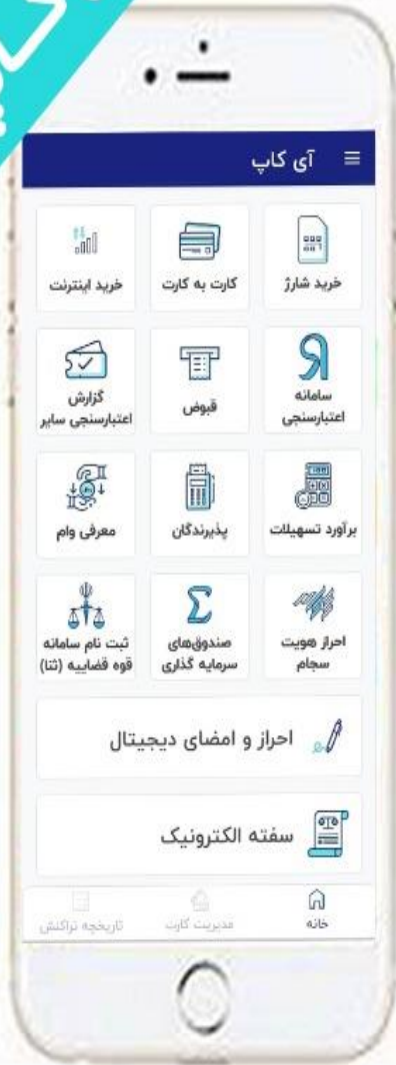 آی کاپ
خرید شارژ
کارت به کارت
خرید اینترنت
سامانه
اعتبارسنجی
قبوض
گزارش
اعتبارسنجی سایر
برآورد تسهیلات
پذیرندگان
معرفی وام
احراز هویت
سجام
صندوق‌های
سرمایه گذاری
ثبت نام سامانه
قوه قضاییه (ثنا)
احراز و امضای دیجیتال
سفته الکترونیک
خانه
مدیریت کارت
تاریخچه تراکنش